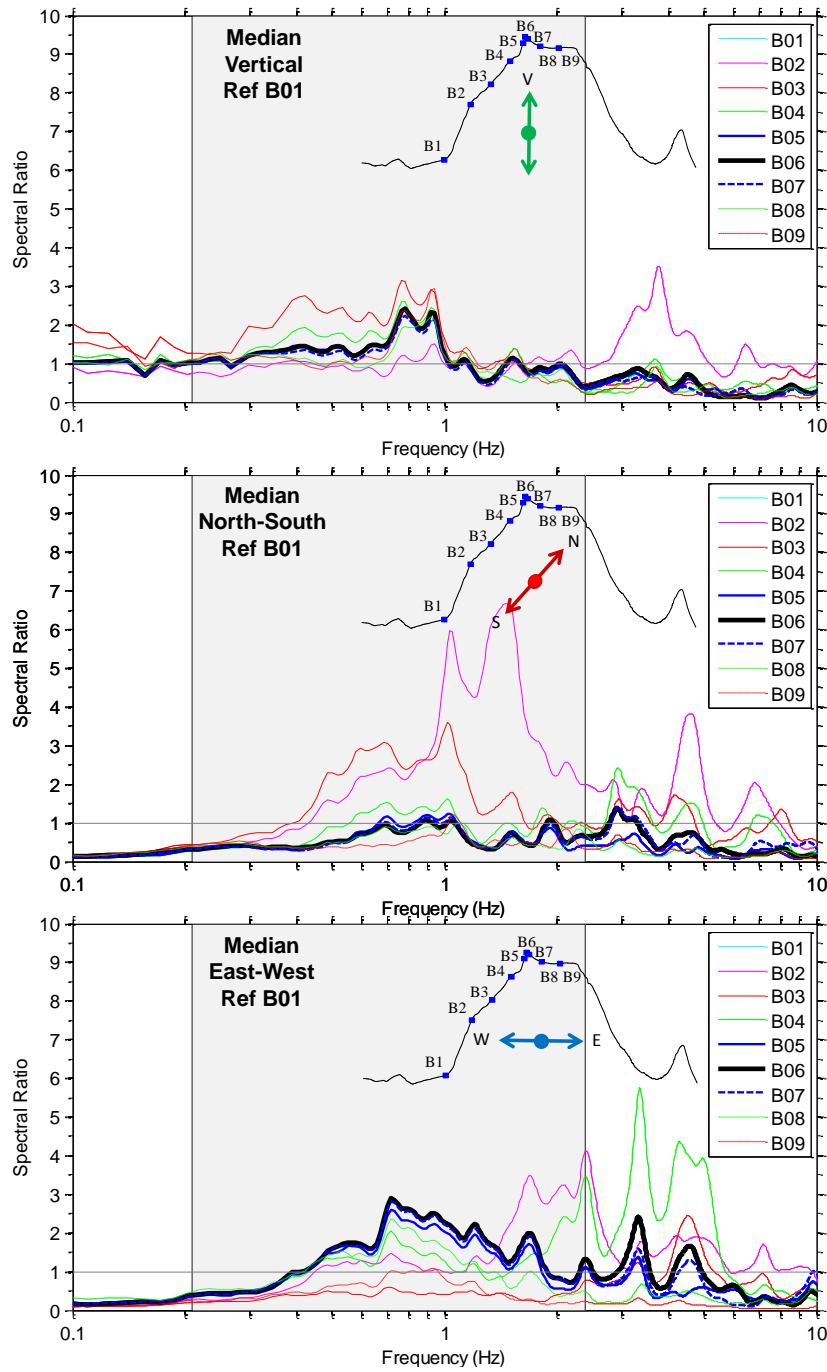 Median
Vertical
Ref B01
Spectral Ratio
10
9
8
7
6
5
4
3
2
1
0
B1
B2
B3
B4
B5
B6
B7
B8 B9
V
B01
B02
B03
B04
B05
B06
B07
B08
B09
0.1 1 10
Frequency (Hz)
Median
North-South
Ref B01
Spectral Ratio
10
9
8
7
6
5
4
3
2
1
0
B1
B2
B3
B4
B5
B6
B7
B8 B9
N
S
B01
B02
B03
B04
B05
B06
B07
B08
B09
0.1 1 10
Frequency (Hz)
Median
East-West
Ref B01
Spectral Ratio
10
9
8
7
6
5
4
3
2
1
0
B1
B2
B3
B4
B5
B6
B7
B8 B9
W E
B01
B02
B03
B04
B05
B06
B07
B08
B09
0.1 1 10
Frequency (Hz)